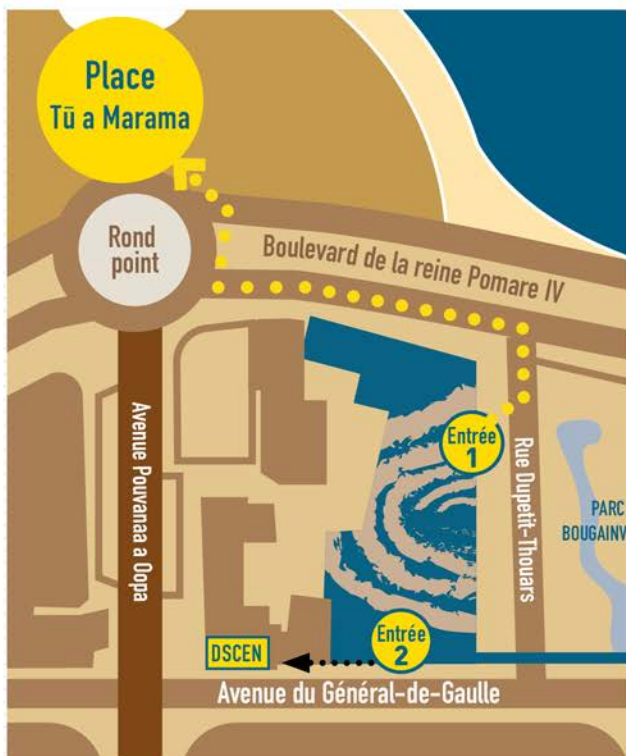 Place
Tū a Marama
Rond
point
Boulevard de la reine Pomare IV
Avenue Pouvanaa a Oopa
Entrée
1
Rue Dupetit-Thouars
PARC
Entrée
2
DSCEN
Avenue du Général-de-Gaulle